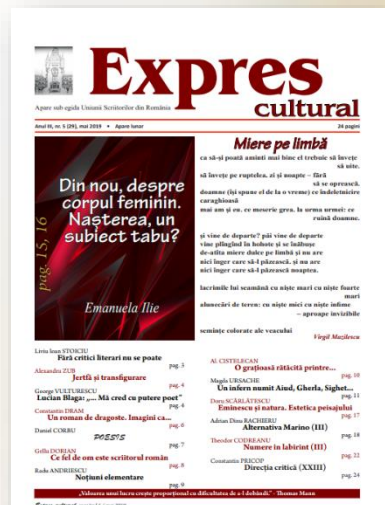 Expres
cultural
Apare sub egida Uniunii Scriitorilor din România
Anul III, nr. 5 (29), mai 2019 • Apare lunar
24 pagini
pag. 15, 16
Din nou, despre
corpul feminin.
Nașterea, un
subiect tabu?
Emanuela Ilie
Miere pe limbă
ca să-și poată aminti mai bine el trebuie să învețe
să uite.
să învețe pe ruptelea, zi și noapte – fără
să se oprească.
doamne (își spune el de la o vreme) ce îndeletnicire
caraghioasă
mai am și eu. ce meserie grea. la urma urmei: ce
ruină doamne.
și vine de departe? păi vine de departe
vine plîngînd în hohote și se înăbușe
de-atîta miere dulce pe limbă și nu are
nici înger care să-l păzească. și nu are
nici înger care să-l păzească noaptea.
lacrimile lui seamănă cu niște mari cu niște foarte
mari
alunecări de teren: cu niște mici cu niște infime
– aproape invizibile
semințe colorate ale veacului
Virgil Mazilescu
Liviu Ioan STOICIU
Fără critici literari nu se poate
pag. 3
Alexandru ZUB
Jertfă și transfigurare
pag. 4
George VULTURESCU
Lucian Blaga: „... Mă cred cu putere poet”
pag. 4
Constantin DRAM
Un roman de dragoste. Imagini ca...
pag. 6
Daniel CORBU
POESIS
pag. 7
Gellu DORIAN
Ce fel de om este scriitorul român
pag. 8
Radu ANDRIESCU
Noțiuni elementare
pag. 9
Al. CISTELECAN
O grațioasă rătăcită printre...
pag. 10
Magda URSACHE
Un infern numit Aiud, Gherla, Sighet...
pag. 11
Doru SCĂRLĂTESCU
Eminescu și natura. Estetica peisajului
pag. 17
Adrian Dinu RACHIERU
Alternativa Marino (III)
pag. 18
Theodor CODREANU
Numere în labirint (III)
pag. 22
Constantin PRICOP
Direcția critică (XXIII)
pag. 24
„Valoarea unui lucru crește proporțional cu dificultatea de a-l dobîndi.” - Thomas Mann